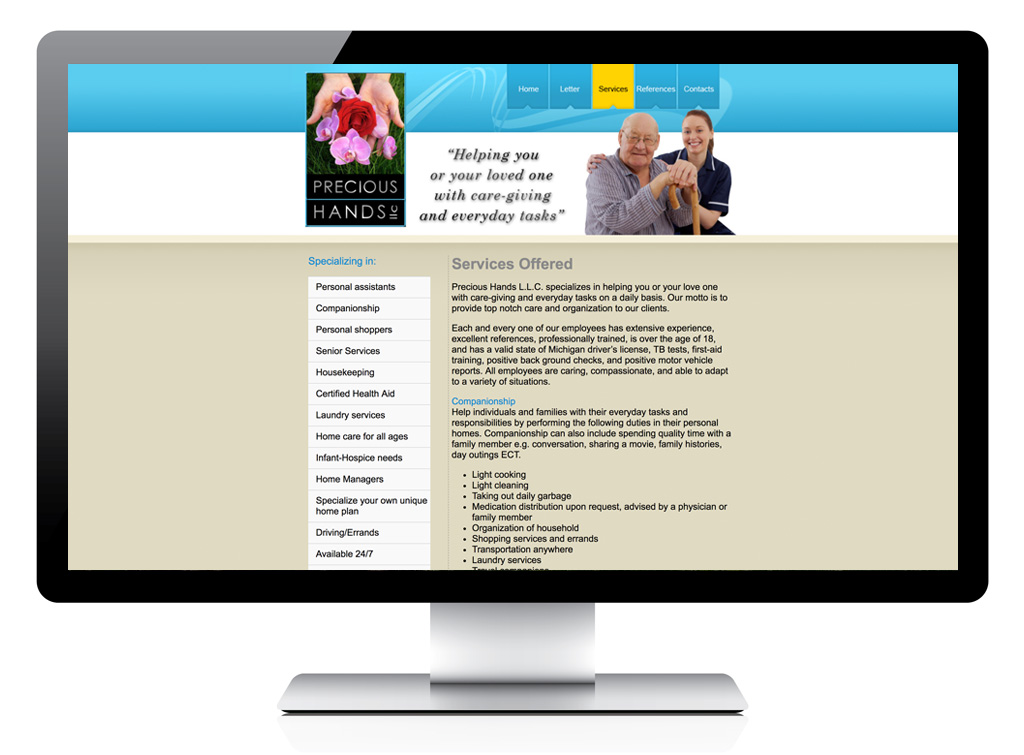 Home
Letter
Services
References
Contacts
PRECIOUS
HANDS LLC
“Helping you
or your loved one
with care-giving
and everyday tasks”
Specializing in:
Personal assistants
Companionship
Personal shoppers
Senior Services
Housekeeping
Certified Health Aid
Laundry services
Home care for all ages
Infant-Hospice needs
Home Managers
Specialize your own unique
home plan
Driving/Errands
Available 24/7
Services Offered
Precious Hands L.L.C. specializes in helping you or your love one
with care-giving and everyday tasks on a daily basis. Our motto is to
provide top notch care and organization to our clients.
Each and every one of our employees has extensive experience,
excellent references, professionally trained, is over the age of 18,
and has a valid state of Michigan driver’s license, TB tests, first-aid
training, positive back ground checks, and positive motor vehicle
reports. All employees are caring, compassionate, and able to adapt
to a variety of situations.
Companionship
Help individuals and families with their everyday tasks and
responsibilities by performing the following duties in their personal
homes. Companionship can also include spending quality time with a
family member e.g. conversation, sharing a movie, family histories,
day outings ECT.
• Light cooking
• Light cleaning
• Taking out daily garbage
• Medication distribution upon request, advised by a physician or
family member
• Organization of household
• Shopping services and errands
• Transportation anywhere
• Laundry services